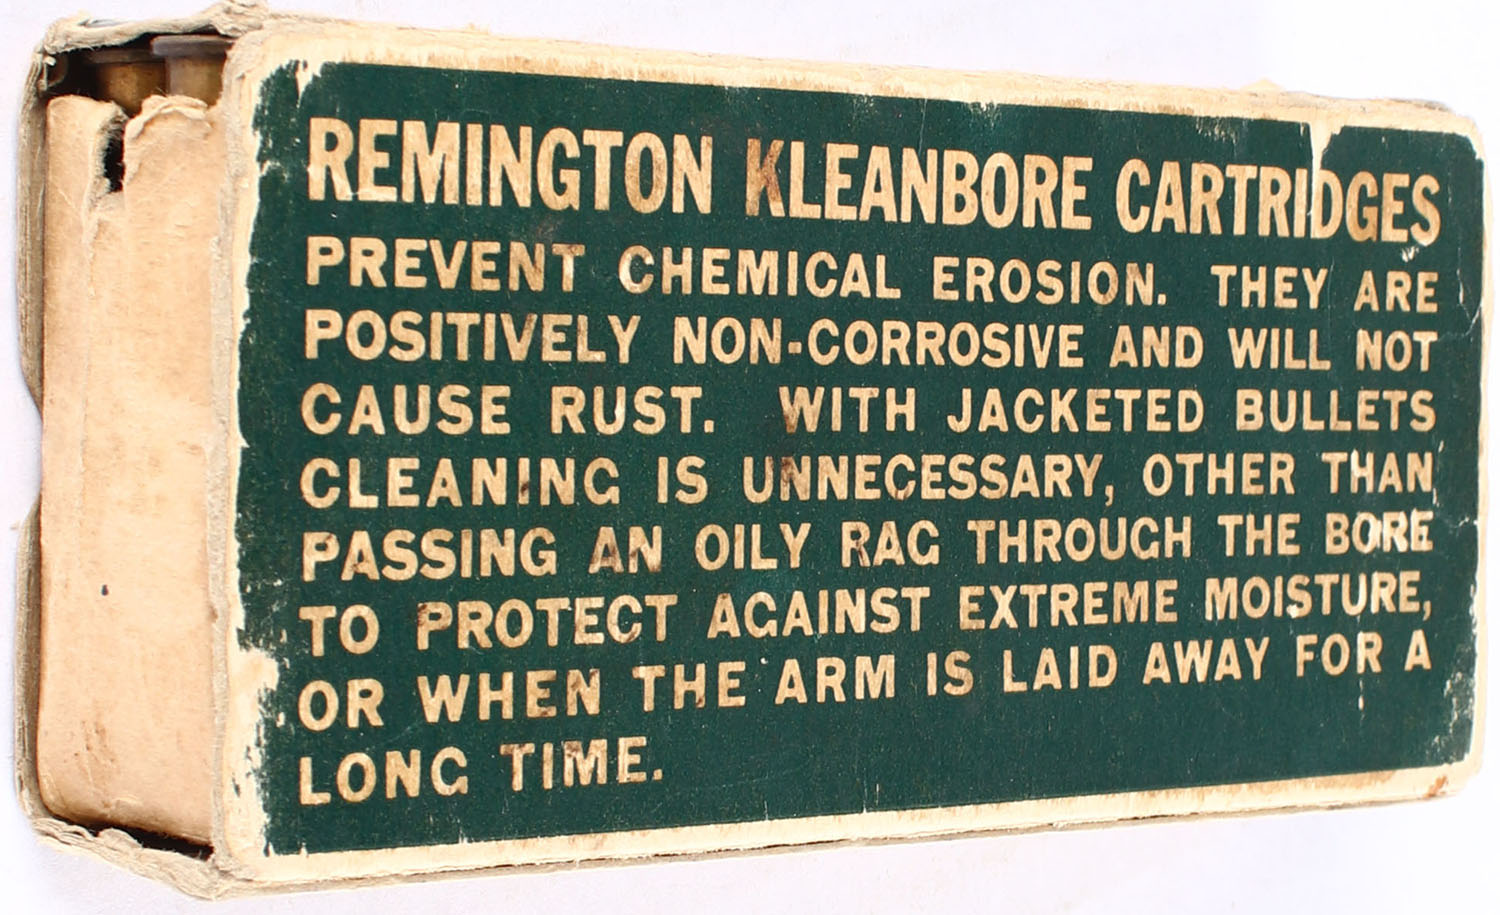 REMINGTON KLEANBORE CARTRIDGES
PREVENT CHEMICAL EROSION. THEY ARE
POSITIVELY NON-CORROSIVE AND WILL NOT
CAUSE RUST. WITH JACKETED BULLETS
CLEANING IS UNNECESSARY, OTHER THAN
PASSING AN OILY RAG THROUGH THE BORE
TO PROTECT AGAINST EXTREME MOISTURE,
OR WHEN THE ARM IS LAID AWAY FOR A
LONG TIME.